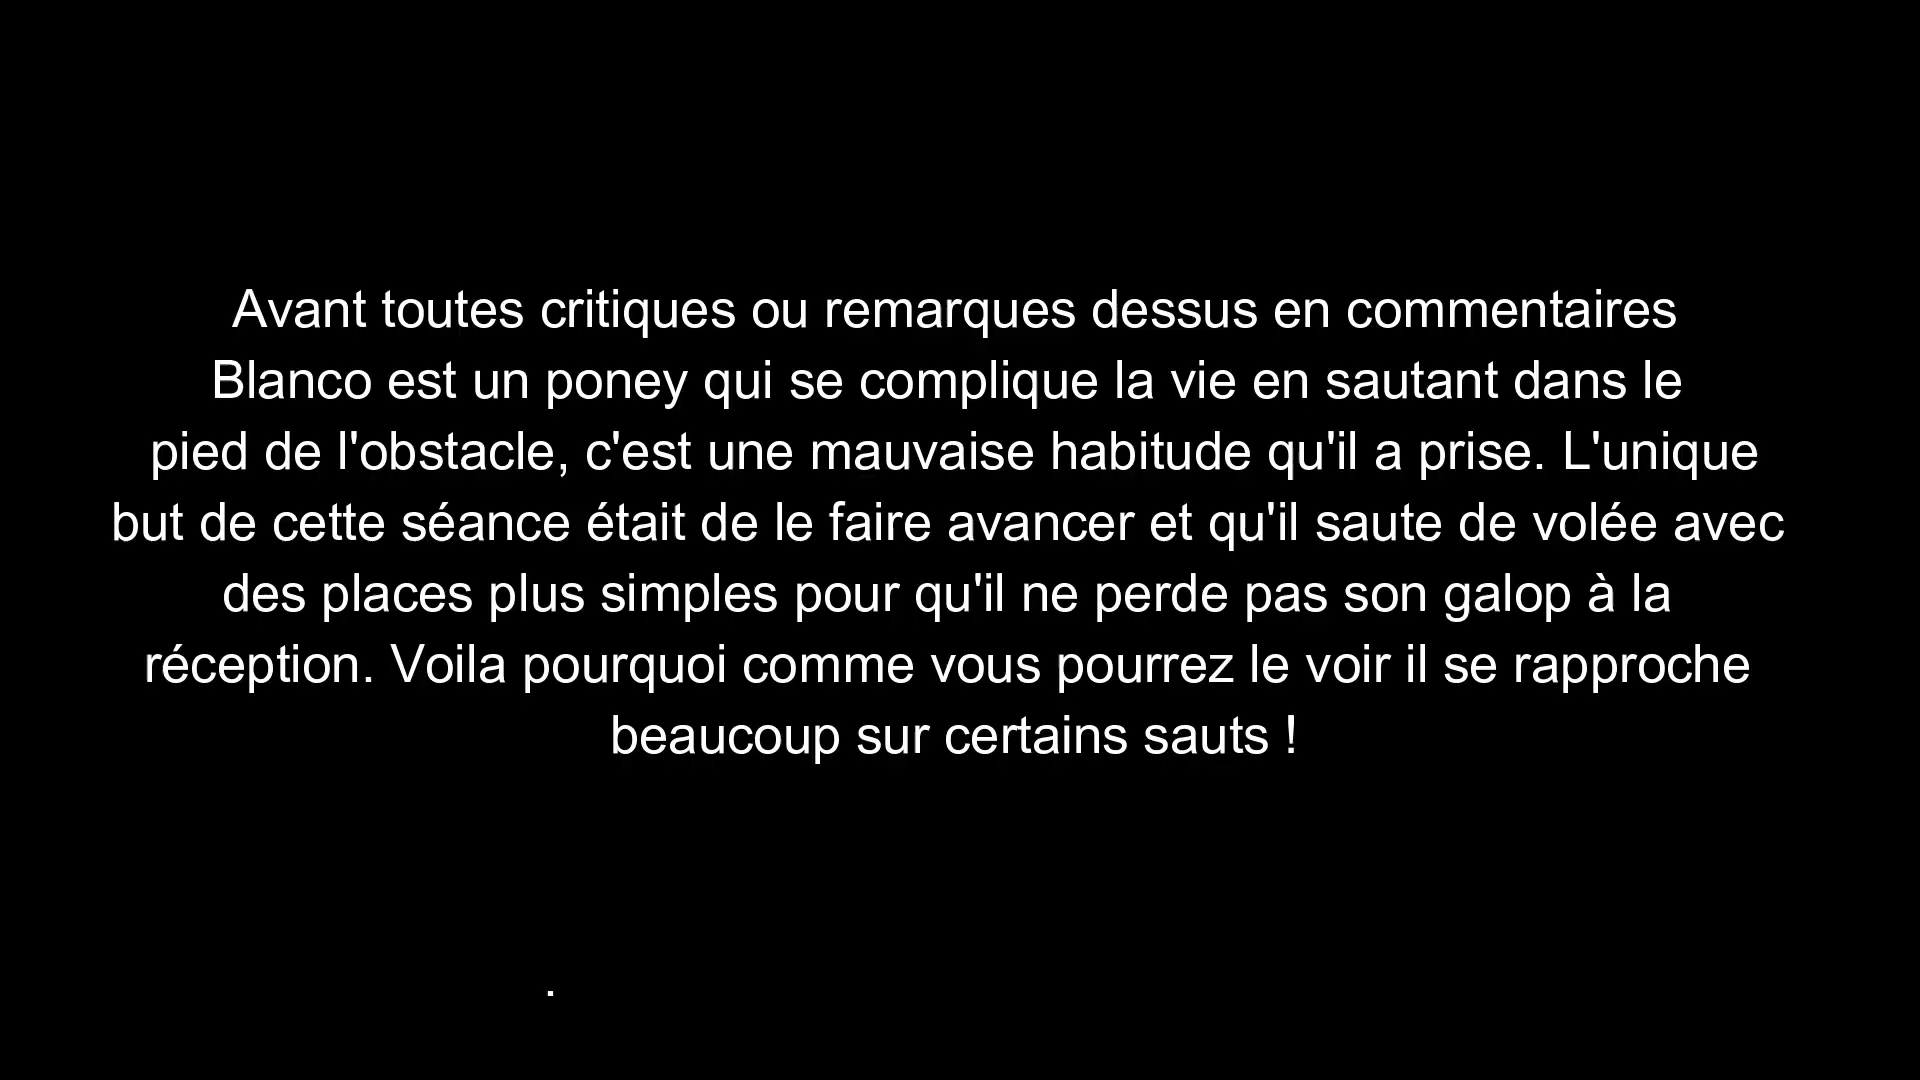 Avant toutes critiques ou remarques dessus en commentaires
Blanco est un poney qui se complique la vie en sautant dans le
pied de l'obstacle, c'est une mauvaise habitude qu'il a prise. L'unique
but de cette séance était de le faire avancer et qu'il saute de volée avec
des places plus simples pour qu'il ne perde pas son galop à la
réception. Voila pourquoi comme vous pourrez le voir il se rapproche
beaucoup sur certains sauts !
.